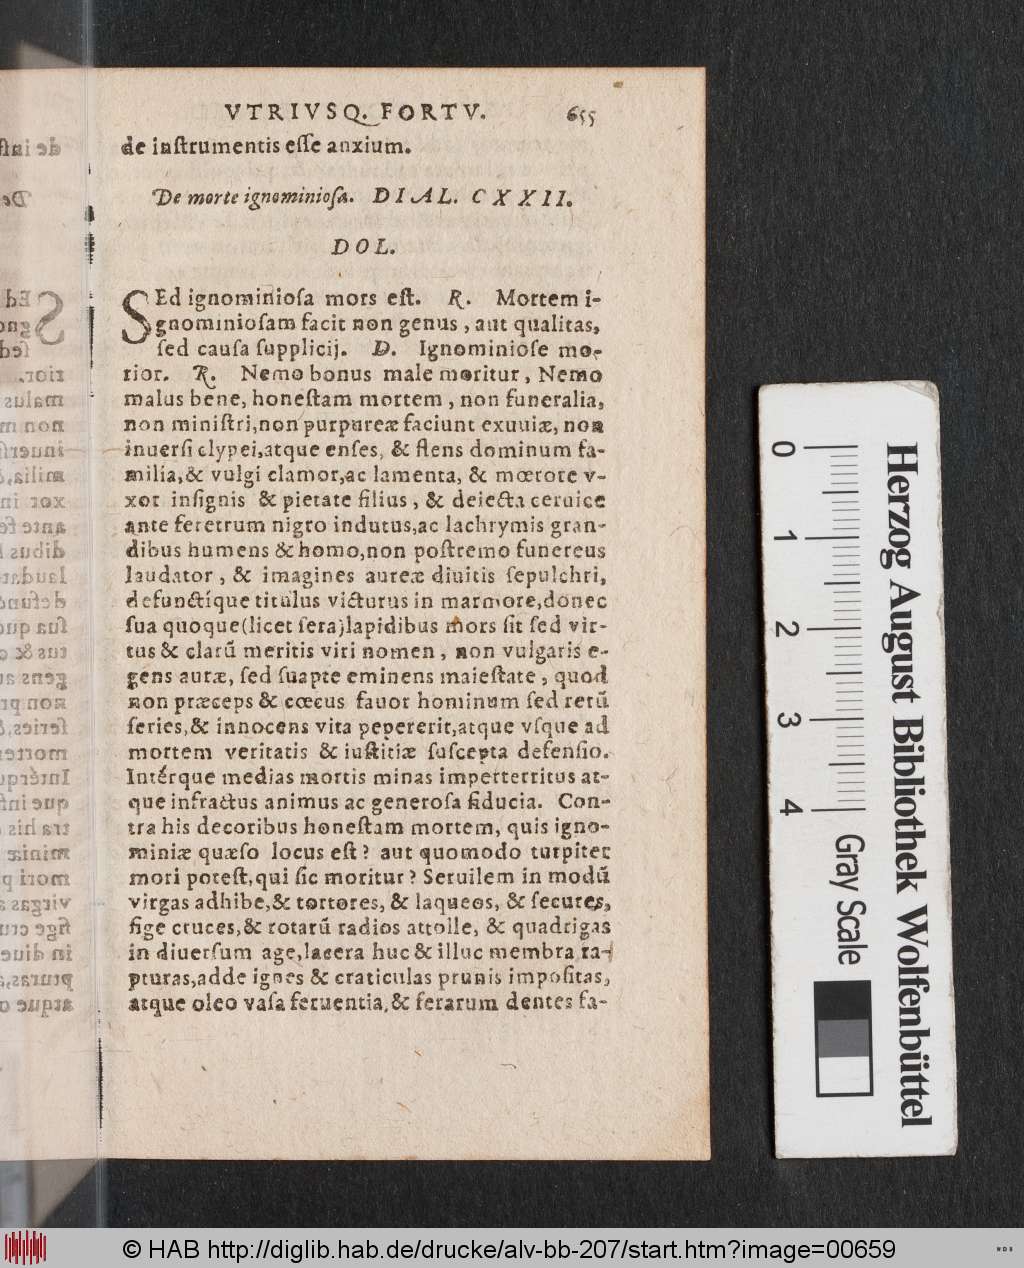 VTRIVSQ. FORTV. 655
de inſtrumentis eſſe anxium.
De morte ignominioſa. DIAL. CXXII.
DOL.
SEd ignominioſa mors eſt. R. Mortem i-
gnominioſam facit non genus, aut qualitas,
ſed cauſa ſupplicij. D. Ignominioſe mo-
rior. R. Nemo bonus male moritur, Nemo
malus bene, honeſtam mortem, non funeralia,
non miniſtri, non purpureæ faciunt exuuiæ, non
inuerſi clypei, atque enſes, & flens dominum fa-
milia, & vulgi clamor, ac lamenta, & mœrore v-
xor inſignis & pietate filius, & deiecta ceruice
ante feretrum nigro indutus, ac lachrymis gran-
dibus humens & homo, non poſtremo funereus
laudator, & imagines aureæ diuitis ſepulchri,
defunctíque titulus victurus in marmore, donec
ſua quoque (licet ſera) lapidibus mors ſit ſed vir-
tus & clarũ meritis viri nomen, non vulgaris e-
gens auræ, ſed ſuapte eminens maieſtate, quod
non præceps & cœcus fauor hominum ſed rerũ
ſeries, & innocens vita pepererit, atque vſque ad
mortem veritatis & iuſtitiæ ſuſcepta defenſio.
Intérque medias mortis minas imperterritus at-
que infractus animus ac generoſa fiducia. Con-
tra his decoribus honeſtam mortem, quis igno-
miniæ quæſo locus eſt? aut quomodo turpiter
mori poteſt, qui ſic moritur? Seruilem in modũ
virgas adhibe, & tortores, & laqueos, & ſecures,
fige cruces, & rotarũ radios attolle, & quadrigas
in diuerſum age, lacera huc & illuc membra ra-
pturas, adde ignes & craticulas prunis impoſitas,
atque oleo vaſa feruentia, & ferarum dentes fa-
0
1
2
3
4
Gray Scale
Herzog August Bibliothek Wolfenbüttel
© HAB http://diglib.hab.de/drucke/alv-bb-207/start.htm?image=00659